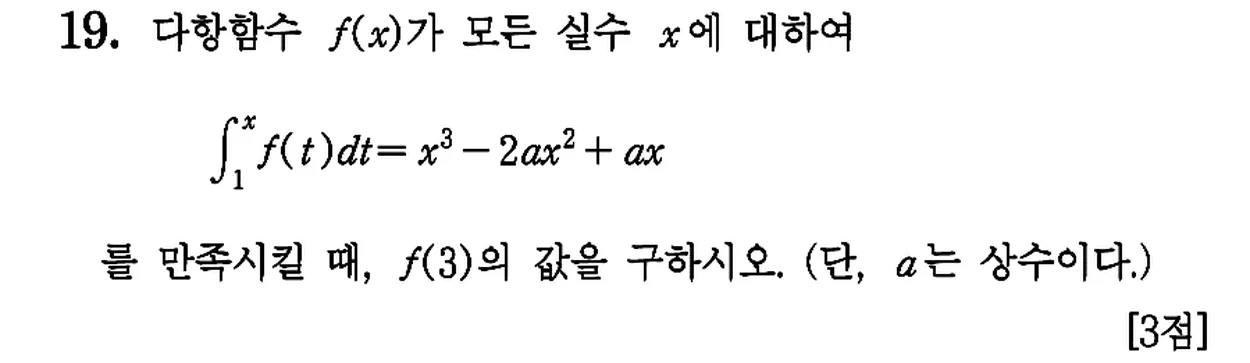 19. 다항함수 f(x)가 모든 실수 x에 대하여
∫₁ˣ f(t)dt = x³ − 2ax² + ax
를 만족시킬 때, f(3)의 값을 구하시오. (단, a는 상수이다.)
[3점]